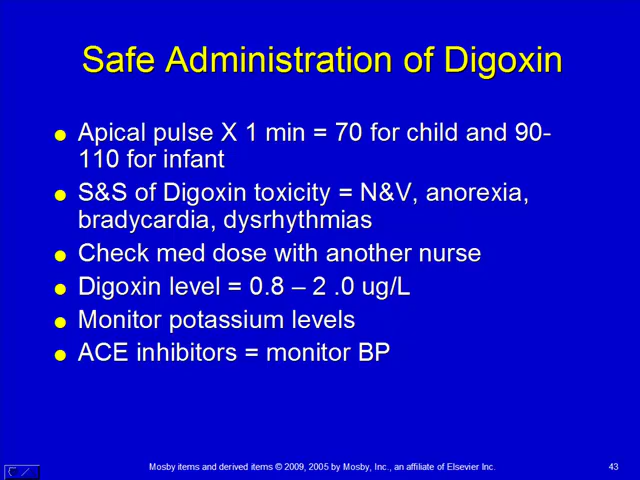 Safe Administration of Digoxin
● Apical pulse X 1 min = 70 for child and 90-
110 for infant
● S&S of Digoxin toxicity = N&V, anorexia,
bradycardia, dysrhythmias
● Check med dose with another nurse
● Digoxin level = 0.8 – 2 .0 ug/L
● Monitor potassium levels
● ACE inhibitors = monitor BP
Mosby items and derived items © 2009, 2005 by Mosby, Inc., an affiliate of Elsevier Inc.
43